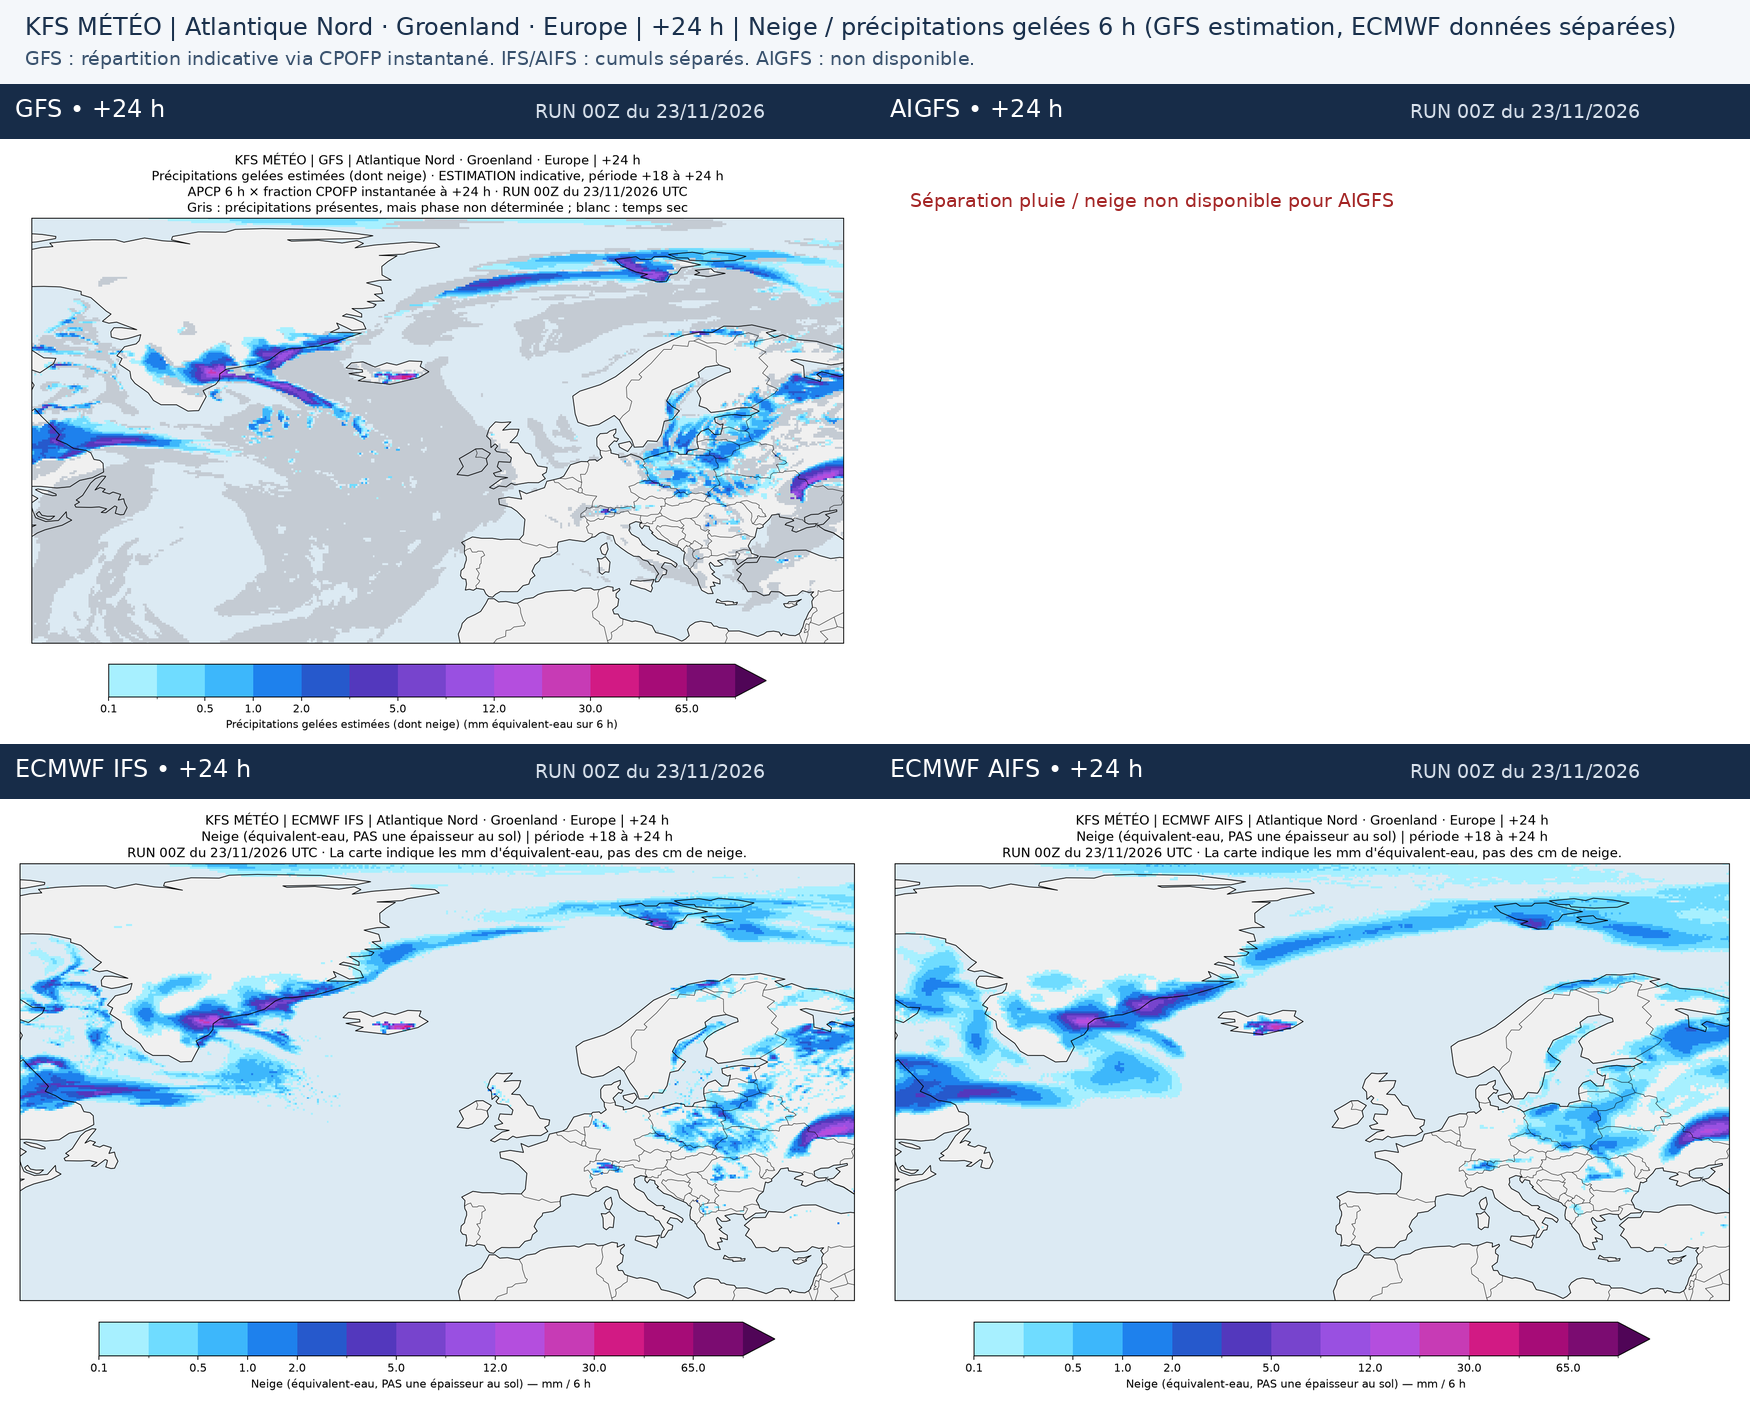 KFS MÉTÉO | Atlantique Nord · Groenland · Europe | +24 h | Neige / précipitations gelées 6 h (GFS estimation, ECMWF données séparées)
GFS : répartition indicative via CPOFP instantané. IFS/AIFS : cumuls séparés. AIGFS : non disponible.
GFS • +24 h
RUN 00Z du 23/11/2026
KFS MÉTÉO | GFS | Atlantique Nord · Groenland · Europe | +24 h
Précipitations gelées estimées (dont neige) · ESTIMATION indicative, période +18 à +24 h
APCP 6 h × fraction CPOFP instantanée à +24 h · RUN 00Z du 23/11/2026 UTC
Gris : précipitations présentes, mais phase non déterminée ; blanc : temps sec
0.1 0.5 1.0 2.0 5.0 12.0 30.0 65.0
Précipitations gelées estimées (dont neige) (mm équivalent-eau sur 6 h)
AIGFS • +24 h
RUN 00Z du 23/11/2026
Séparation pluie / neige non disponible pour AIGFS
ECMWF IFS • +24 h
RUN 00Z du 23/11/2026
KFS MÉTÉO | ECMWF IFS | Atlantique Nord · Groenland · Europe | +24 h
Neige (équivalent-eau, PAS une épaisseur au sol) | période +18 à +24 h
RUN 00Z du 23/11/2026 UTC · La carte indique les mm d'équivalent-eau, pas des cm de neige.
0.1 0.5 1.0 2.0 5.0 12.0 30.0 65.0
Neige (équivalent-eau, PAS une épaisseur au sol) — mm / 6 h
ECMWF AIFS • +24 h
RUN 00Z du 23/11/2026
KFS MÉTÉO | ECMWF AIFS | Atlantique Nord · Groenland · Europe | +24 h
Neige (équivalent-eau, PAS une épaisseur au sol) | période +18 à +24 h
RUN 00Z du 23/11/2026 UTC · La carte indique les mm d'équivalent-eau, pas des cm de neige.
0.1 0.5 1.0 2.0 5.0 12.0 30.0 65.0
Neige (équivalent-eau, PAS une épaisseur au sol) — mm / 6 h